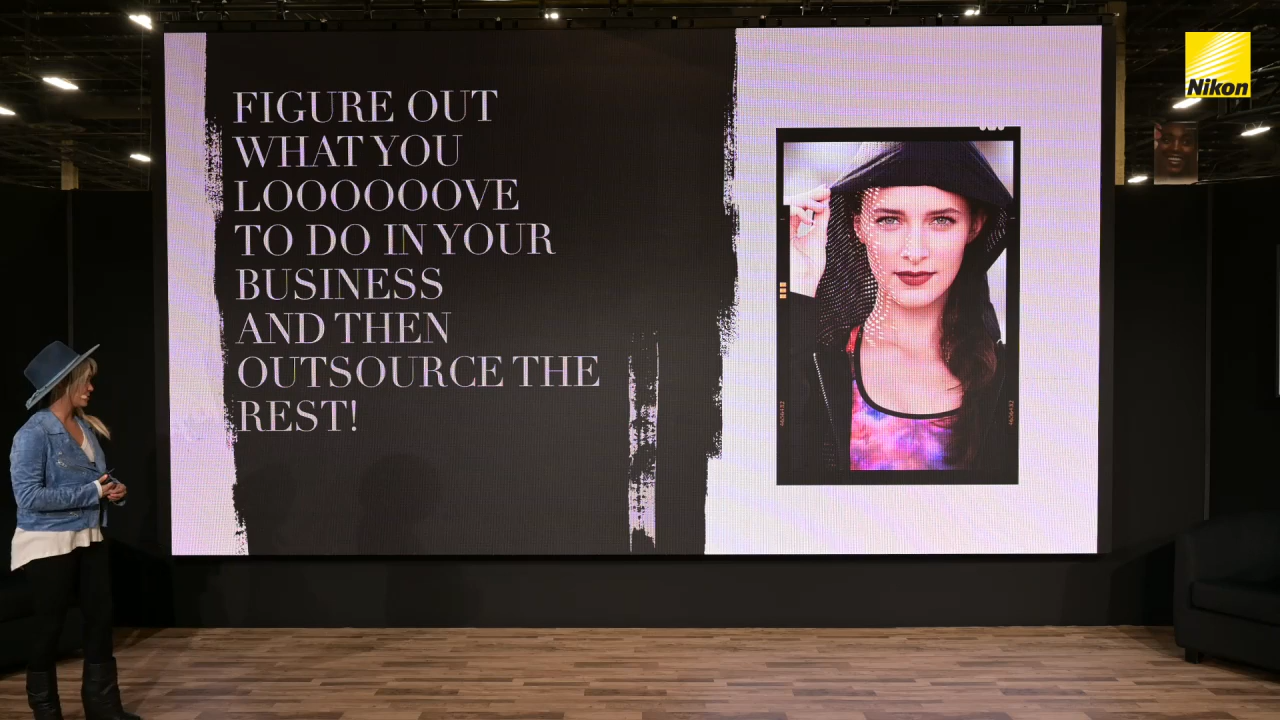 FIGURE OUT
WHAT YOU
LOOOOOOVE
TO DO IN YOUR
BUSINESS
AND THEN
OUTSOURCE THE
REST!
Nikon